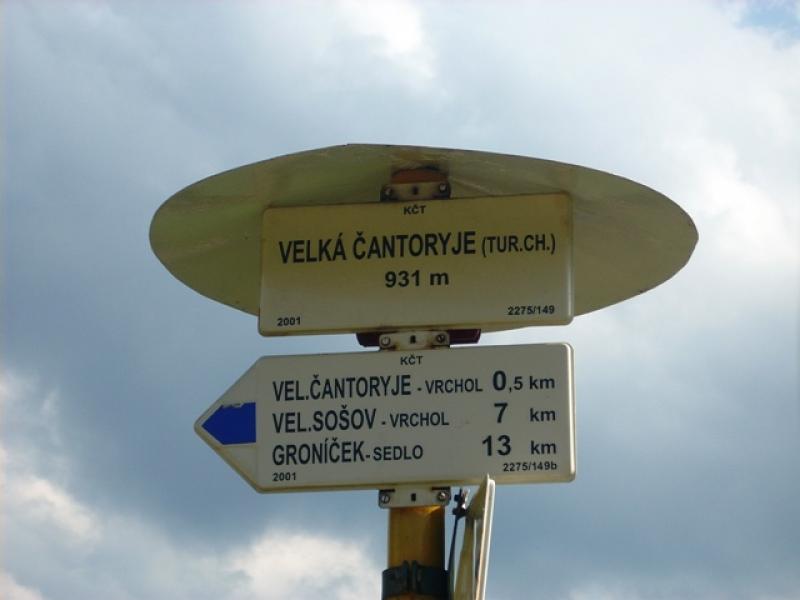 KČT
VELKÁ ČANTORYJE (TUR.CH.)
931 m
2001 2275/149
KČT
VEL.ČANTORYJE - VRCHOL 0,5 km
VEL.SOŠOV - VRCHOL 7 km
GRONÍČEK - SEDLO 13 km
2001 2275/149b